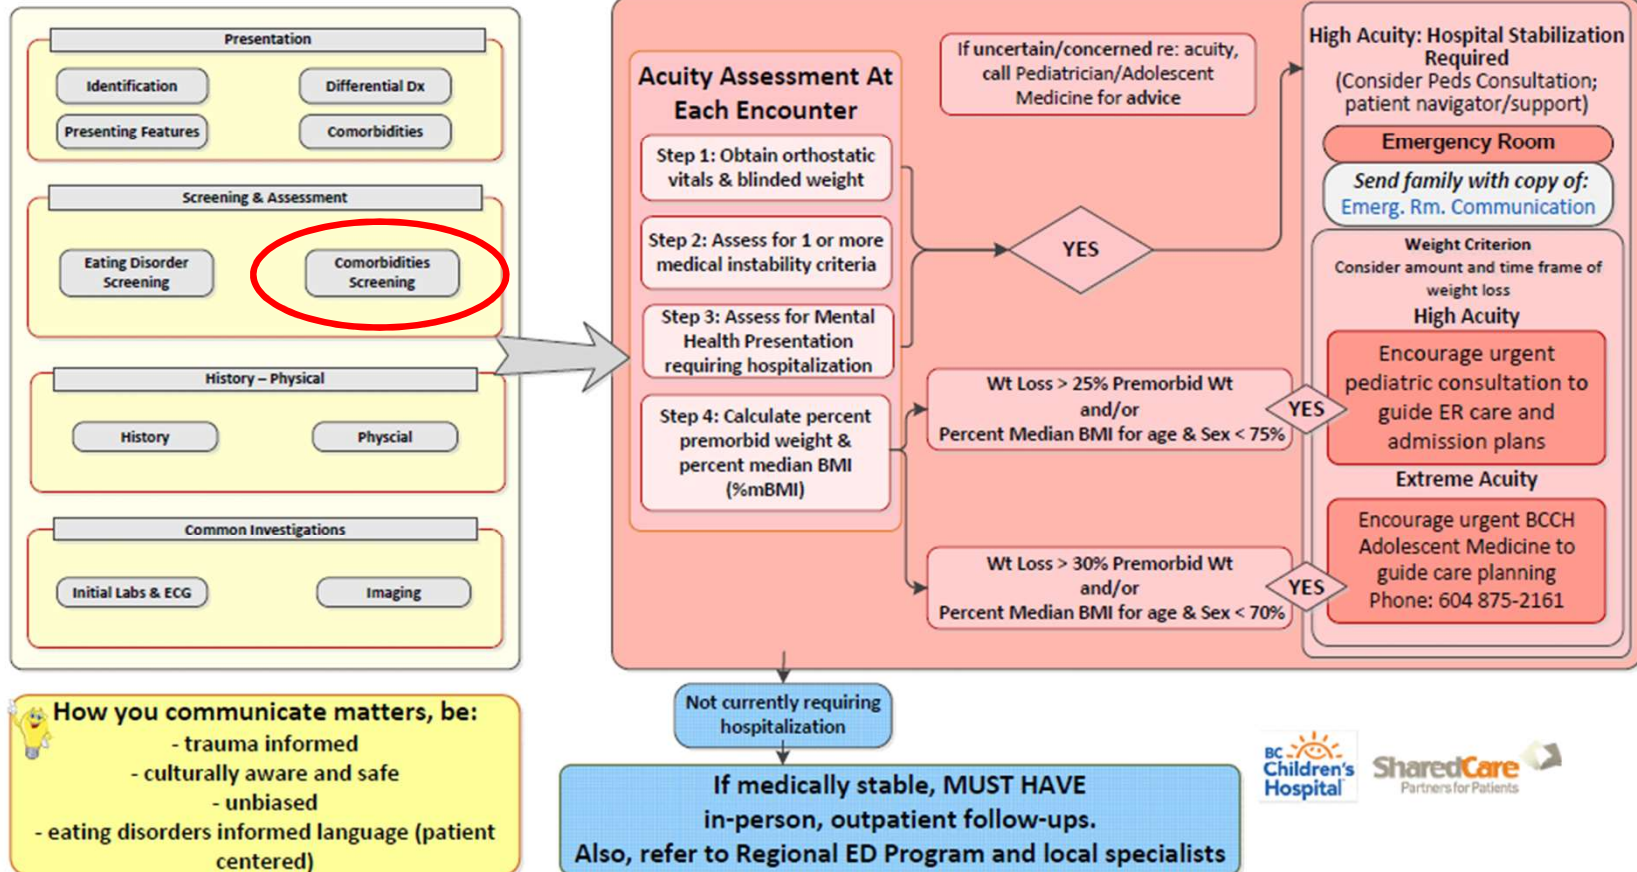 Presentation
Identification
Differential Dx
Presenting Features
Comorbidities
Screening & Assessment
Eating Disorder
Screening
Comorbidities
Screening
History – Physical
History
Physcial
Common Investigations
Initial Labs & ECG
Imaging
How you communicate matters, be:
- trauma informed
- culturally aware and safe
- unbiased
- eating disorders informed language (patient
centered)
Acuity Assessment At
Each Encounter
Step 1: Obtain orthostatic
vitals & blinded weight
Step 2: Assess for 1 or more
medical instability criteria
Step 3: Assess for Mental
Health Presentation
requiring hospitalization
Step 4: Calculate percent
premorbid weight &
percent median BMI
(%mBMI)
If uncertain/concerned re: acuity,
call Pediatrician/Adolescent
Medicine for advice
YES
Wt Loss > 25% Premorbid Wt
and/or
Percent Median BMI for age & Sex < 75%
YES
Wt Loss > 30% Premorbid Wt
and/or
Percent Median BMI for age & Sex < 70%
YES
High Acuity: Hospital Stabilization
Required
(Consider Peds Consultation;
patient navigator/support)
Emergency Room
Send family with copy of:
Emerg. Rm. Communication
Weight Criterion
Consider amount and time frame of
weight loss
High Acuity
Encourage urgent
pediatric consultation to
guide ER care and
admission plans
Extreme Acuity
Encourage urgent BCCH
Adolescent Medicine to
guide care planning
Phone: 604 875-2161
Not currently requiring
hospitalization
If medically stable, MUST HAVE
in-person, outpatient follow-ups.
Also, refer to Regional ED Program and local specialists
BC
Children's
Hospital
SharedCare
Partners for Patients